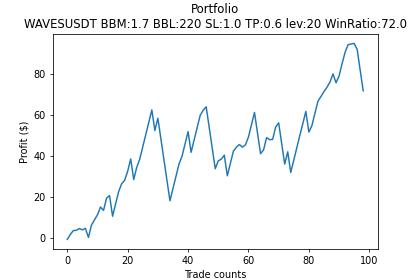 Portfolio
WAVESUSDT BBM:1.7 BBL:220 SL:1.0 TP:0.6 lev:20 WinRatio:72.0
Profit ($)
80
60
40
20
0
0 20 40 60 80 100
Trade counts